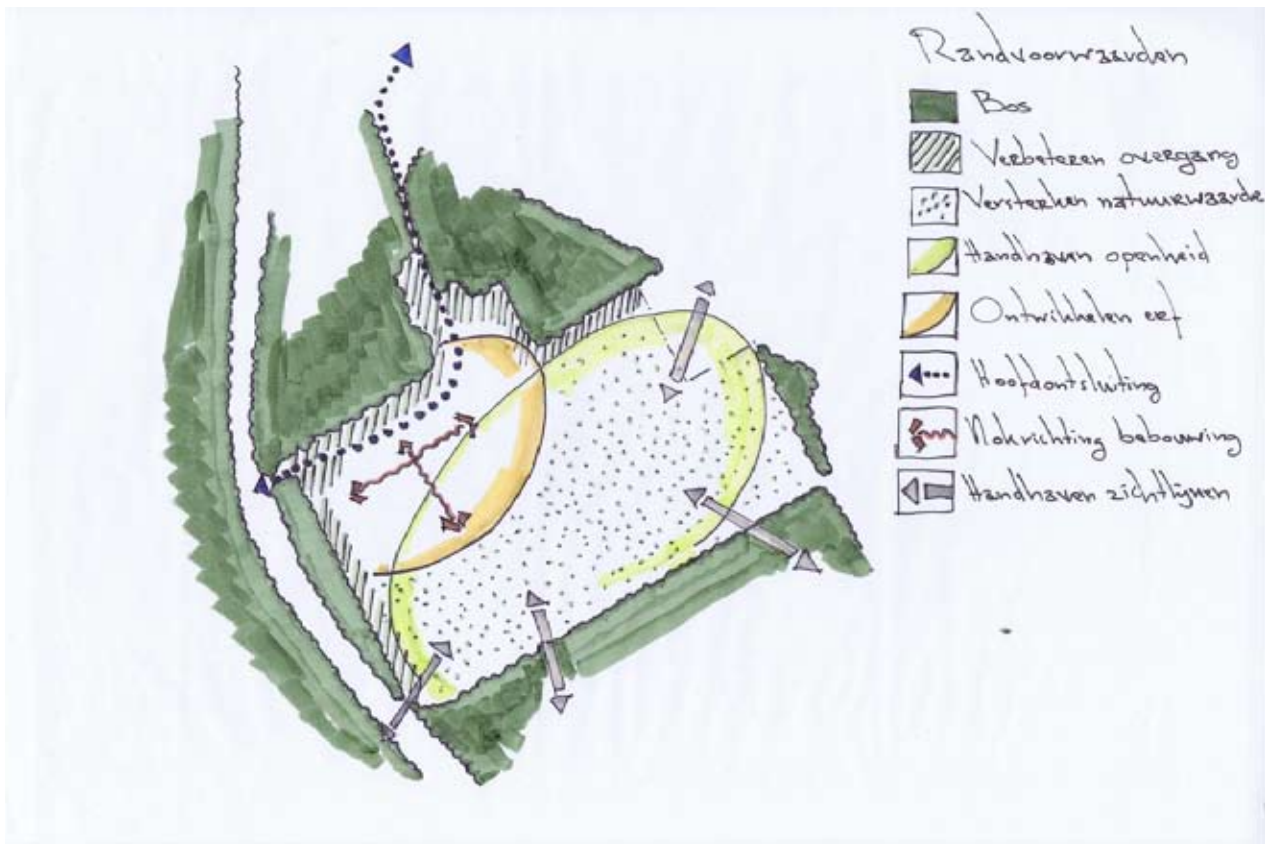 Randvoorwaarden
Bos
Verbeteren overgang
Versterken natuurwaarde
Handhaven openheid
Ontwikkelen erf
Hoofdontsluiting
Nokrichting bebouwing
Handhaven zichtlijnen